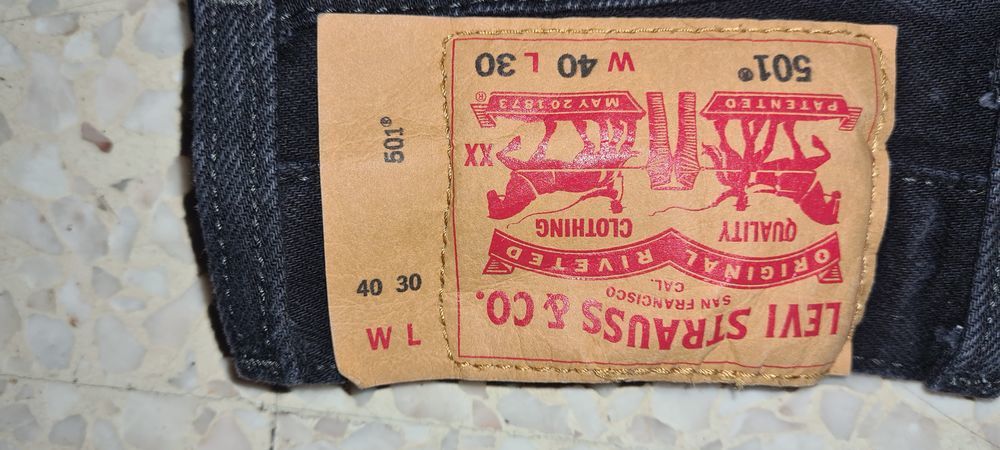 LEVI STRAUSS & CO.
SAN FRANCISCO
CAL.
ORIGINAL RIVETED
QUALITY CLOTHING
XX
PATENTED MAY 20 1873 ®
501® W 40 L 30
501®
W L
40 30